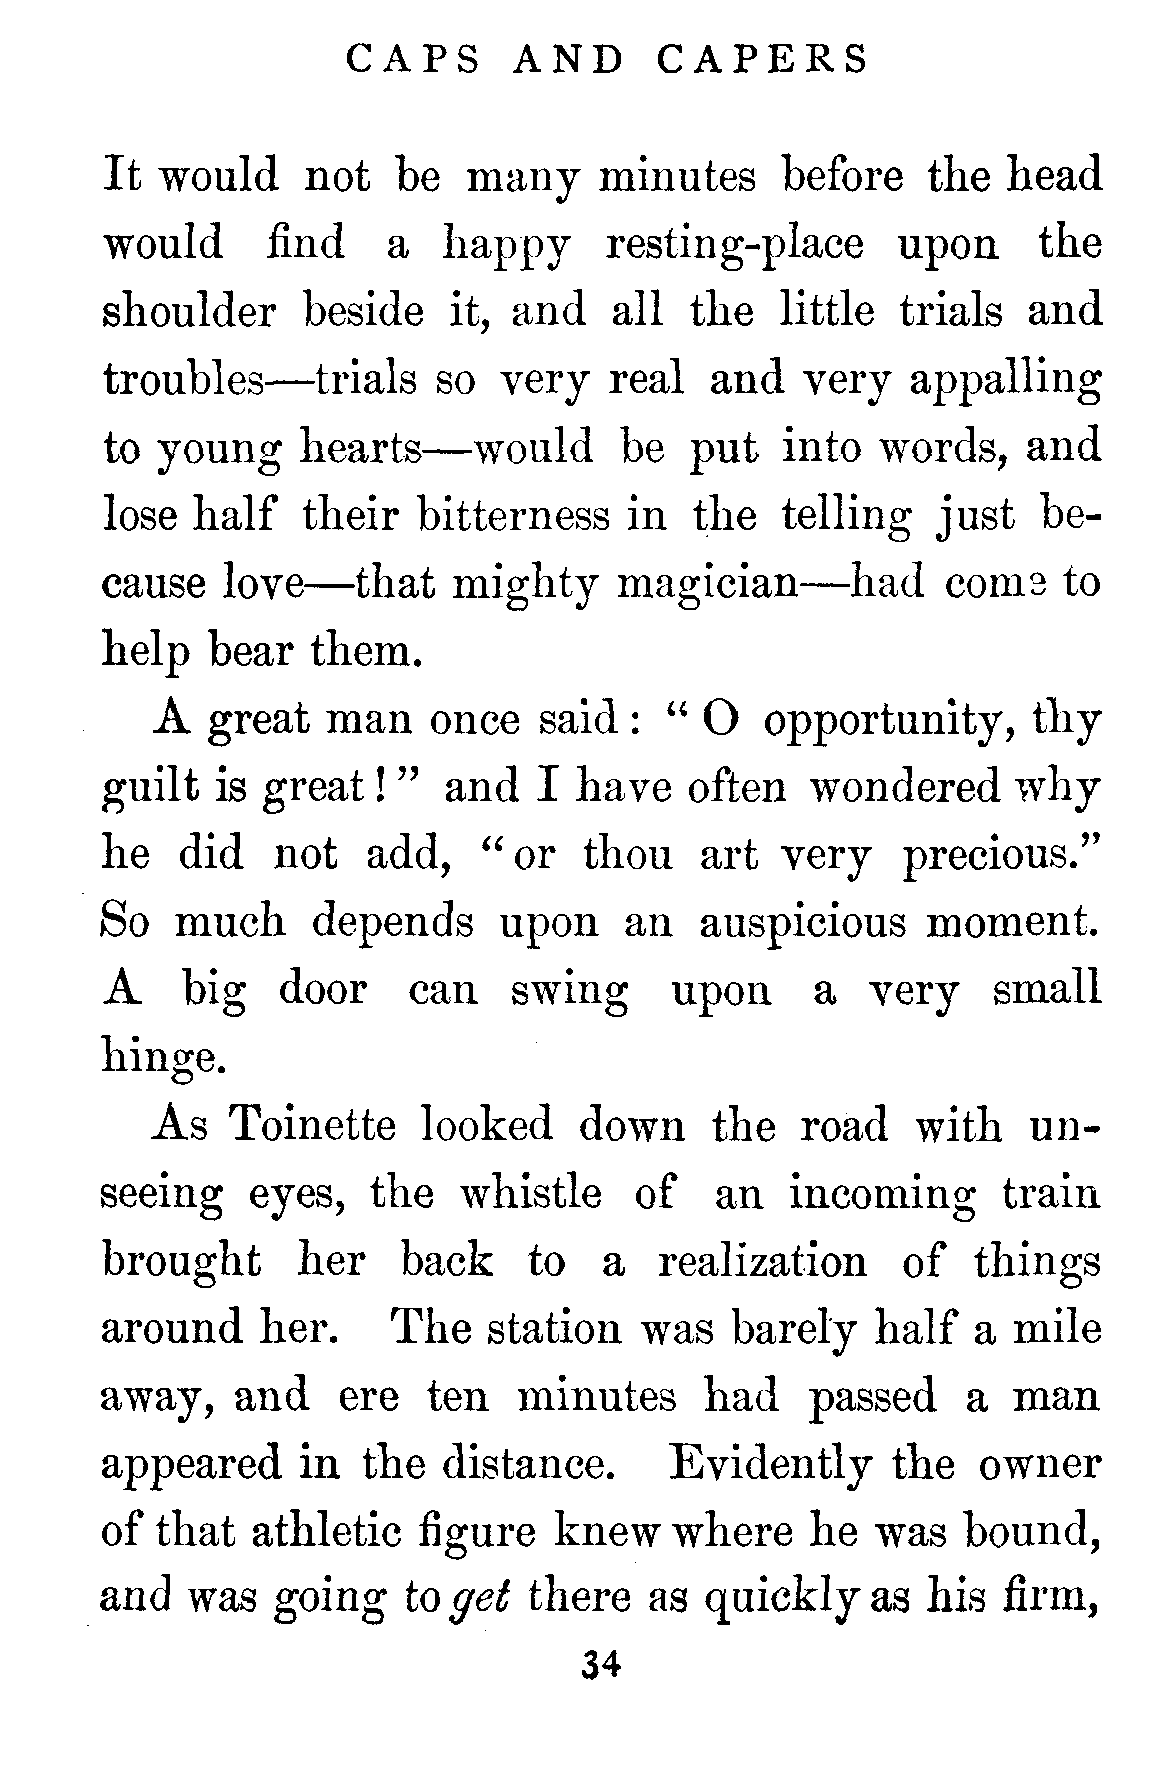 CAPS AND CAPERS
It would not be many minutes before the head
would find a happy resting-place upon the
shoulder beside it, and all the little trials and
troubles—trials so very real and very appalling
to young hearts—would be put into words, and
lose half their bitterness in the telling just be-
cause love—that mighty magician—had come to
help bear them.
A great man once said: "O opportunity, thy
guilt is great!" and I have often wondered why
he did not add, "or thou art very precious."
So much depends upon an auspicious moment.
A big door can swing upon a very small
hinge.
As Toinette looked down the road with un-
seeing eyes, the whistle of an incoming train
brought her back to a realization of things
around her. The station was barely half a mile
away, and ere ten minutes had passed a man
appeared in the distance. Evidently the owner
of that athletic figure knew where he was bound,
and was going to get there as quickly as his firm,
34